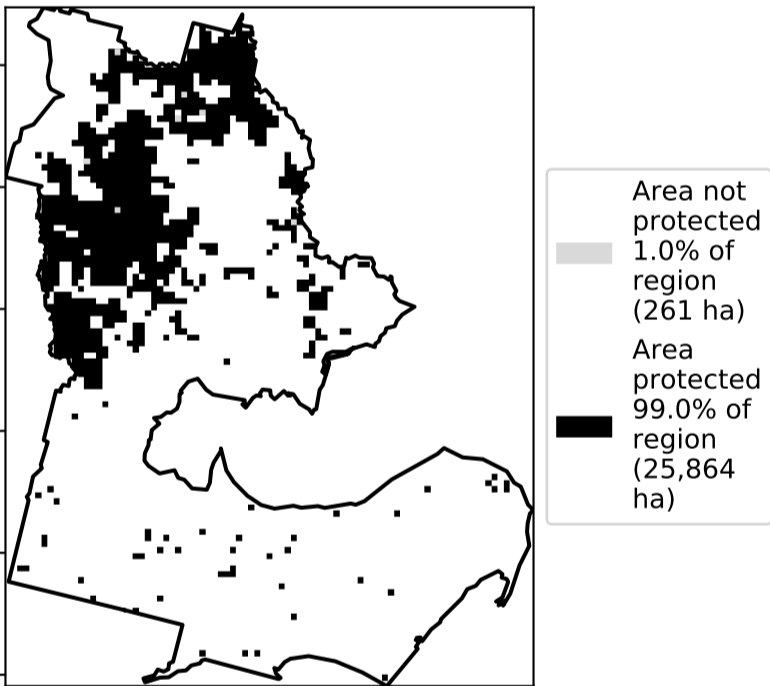 Area not
protected
1.0% of
region
(261 ha)
Area
protected
99.0% of
region
(25,864
ha)